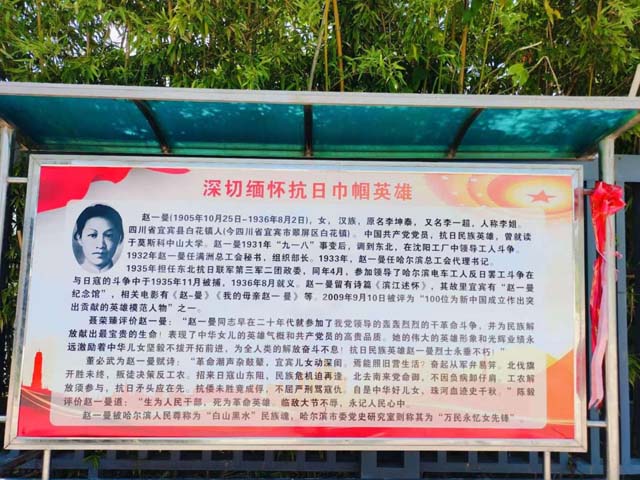 深切缅怀抗日巾帼英雄
赵一曼(1905年10月25日-1936年8月2日)，女，汉族，原名李坤泰，又名李一超，人称李姐。
四川省宜宾县白花镇人(今四川省宜宾市翠屏区白花镇)。中国共产党党员，抗日民族英雄，曾就读
于莫斯科中山大学。赵一曼1931年“九一八”事变后，调到东北，在沈阳工厂中领导工人斗争。
1932年赵一曼任满洲总工会秘书，组织部长。1933年，赵一曼任哈尔滨总工会代理书记。
1935年担任东北抗日联军第三军二团政委，同年4月，参加领导了哈尔滨电车工人反日罢工斗争在
与日寇的斗争中于1935年11月被捕，1936年8月就义。赵一曼留有诗篇《滨江述怀》，其故里宜宾有“赵一曼
纪念馆”，相关电影有《赵一曼》《我的母亲赵一曼》等。2009年9月10日被评为“100位为新中国成立作出突
出贡献的英雄模范人物”之一。
聂荣臻评价赵一曼：“赵一曼同志早在二十年代就参加了我党领导的轰轰烈烈的千革命斗争，并为民族解
放献出最宝贵的生命！表现了中华儿女的英雄气概和共产党员的高贵品质。她的伟大的英雄形象和光辉业绩永
远激励着中华儿女坚毅不拔开拓前进，为全人类的解放奋斗不息！抗日民族英雄赵一曼烈士永垂不朽！”
董必武为赵一曼赋诗：“革命潮声杂鼓鼙，宜宾儿女动深闺。焉能照旧营生活？奋起从军弁易笄。北伐旗
开胜未终，叛徒决策反工农。招来日寇山东阻，民族危机迫再逢。北去南来党命御，不因负病卸仔肩。工农解
放须参与，抗日矛头应在先。抗倭未胜竟成俘，不屈严刑骂寇仇。自是中华好儿女，珠河血迹史千秋。”陈毅
评价赵一曼道：“生为人民干部，死为革命英雄。临敌大节不辱，永记人民心中。
赵一曼被哈尔滨人民尊称为“白山黑水”民族魂，哈尔滨市委党史研究室则称其为“万民永忆女先锋”。